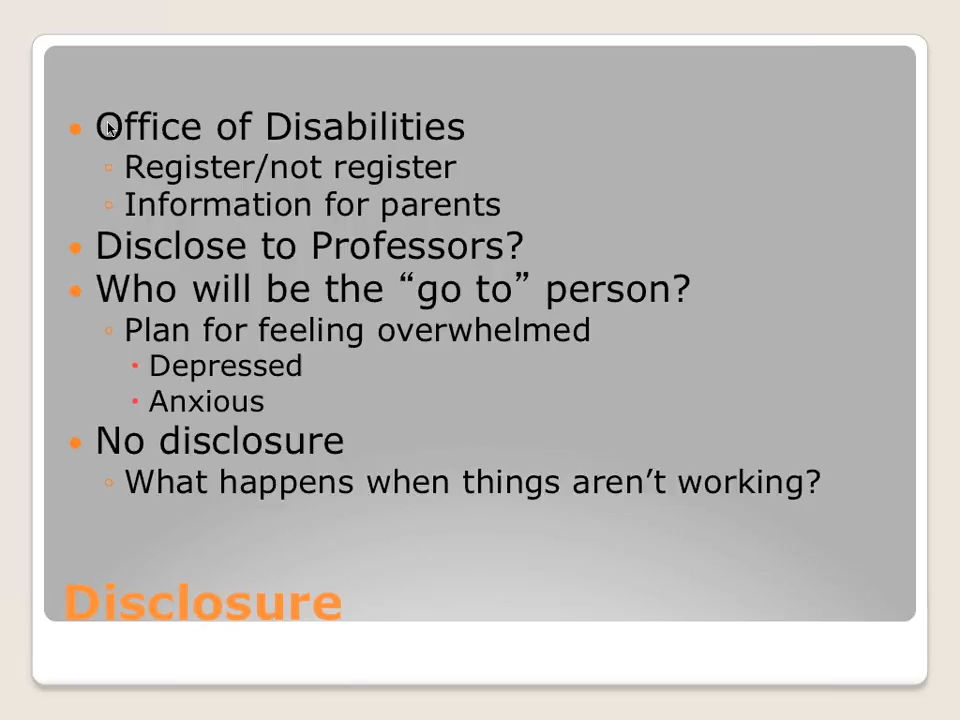 Office of Disabilities
Register/not register
Information for parents
Disclose to Professors?
Who will be the “go to” person?
Plan for feeling overwhelmed
Depressed
Anxious
No disclosure
What happens when things aren’t working?
Disclosure